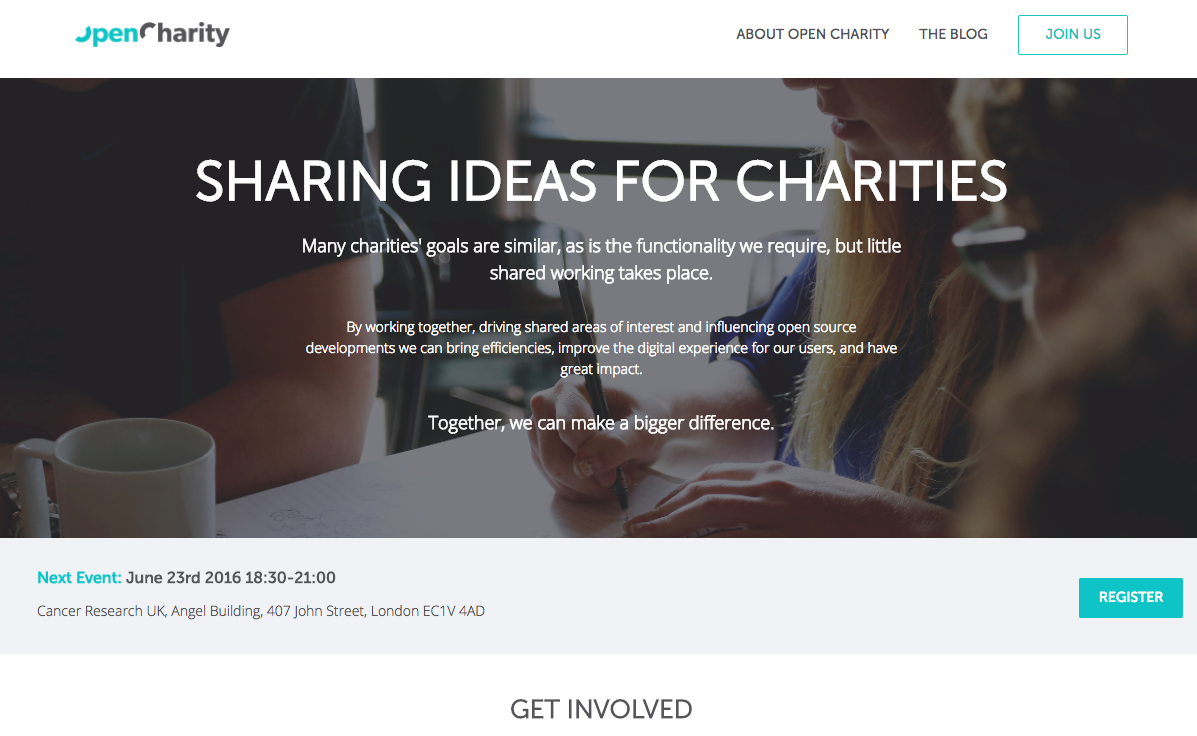 OpenCharity
ABOUT OPEN CHARITY
THE BLOG
JOIN US
SHARING IDEAS FOR CHARITIES
Many charities' goals are similar, as is the functionality we require, but little
shared working takes place.
By working together, driving shared areas of interest and influencing open source
developments we can bring efficiencies, improve the digital experience for our users, and have
great impact.
Together, we can make a bigger difference.
Next Event: June 23rd 2016 18:30-21:00
Cancer Research UK, Angel Building, 407 John Street, London EC1V 4AD
REGISTER
GET INVOLVED